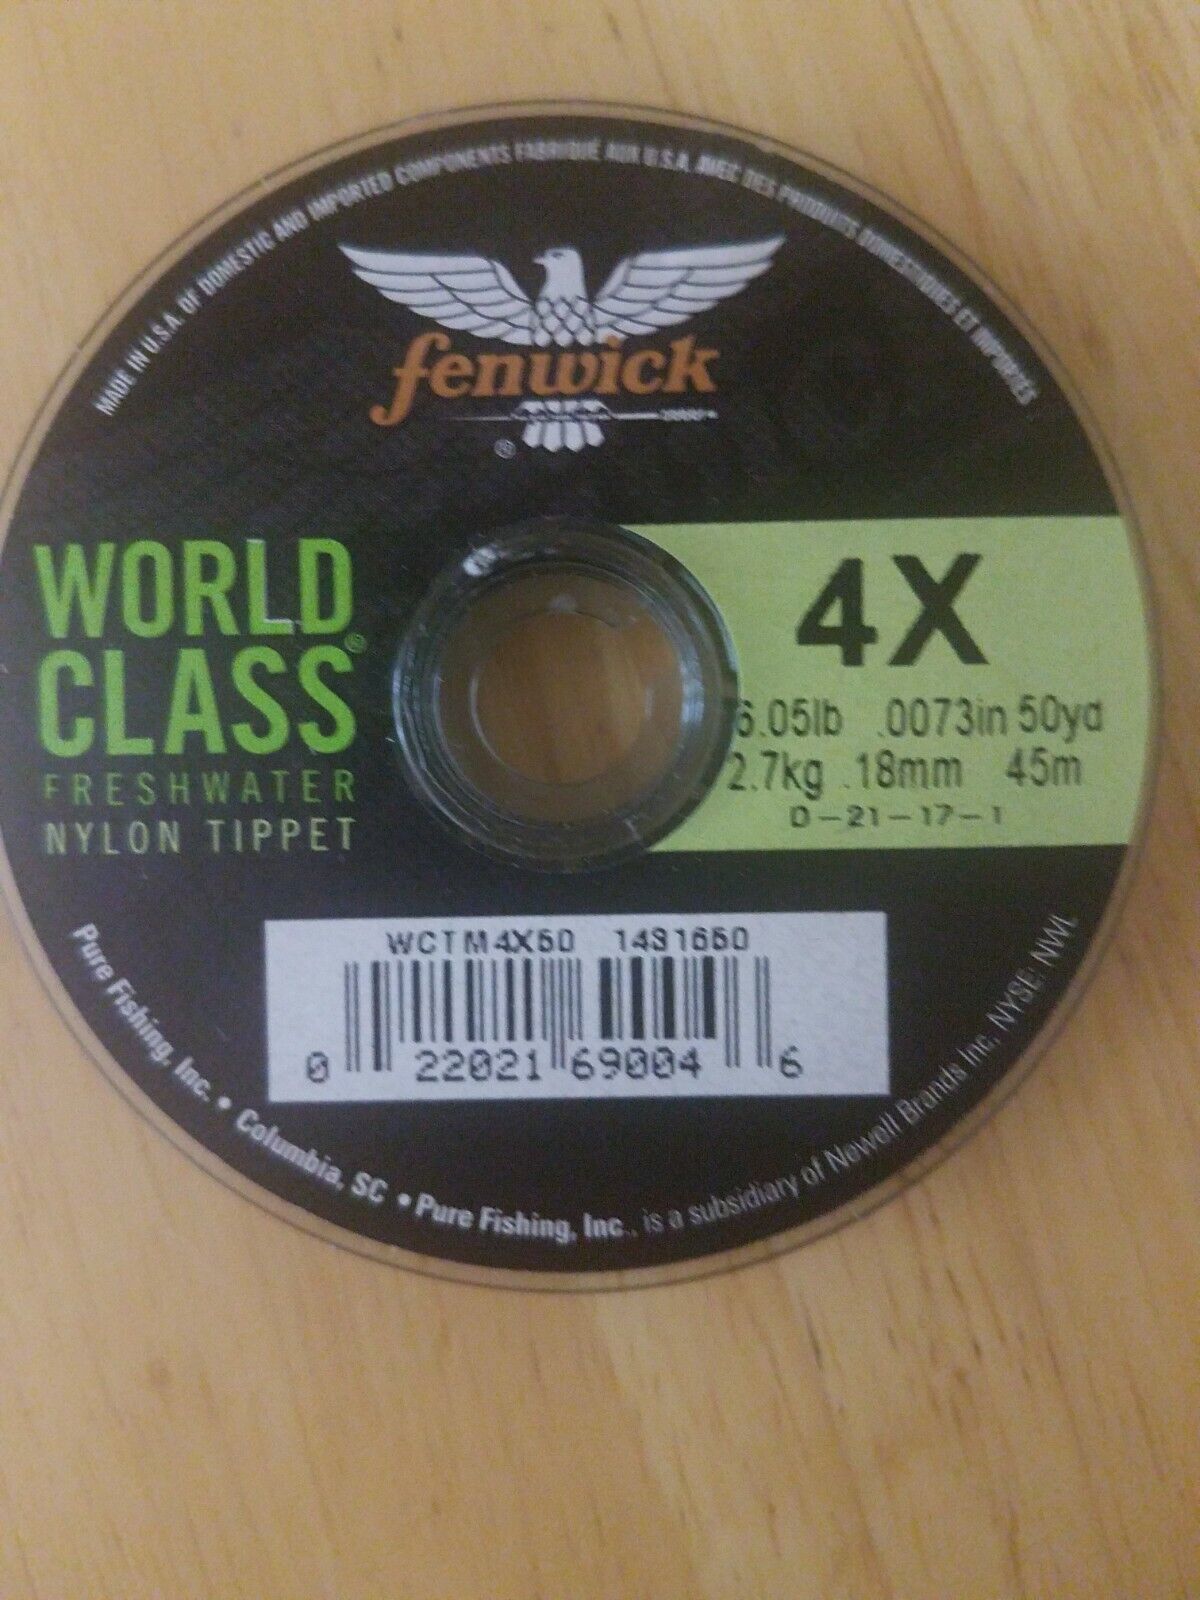 MADE IN U.S.A. OF DOMESTIC AND IMPORTED COMPONENTS FABRIQUÉ AUX U.S.A. AVEC DES PRODUITS DOMESTIQUES ET IMPORTÉS
fenwick
®
WORLD
CLASS®
FRESHWATER
NYLON TIPPET
4X
6.05lb .0073in 50yd
2.7kg .18mm 45m
D-21-17-1
WCTM4X50 1431650
0 22021 69004 6
Pure Fishing, Inc. • Columbia, SC • Pure Fishing, Inc., is a subsidiary of Newell Brands Inc, NYSE: NWL